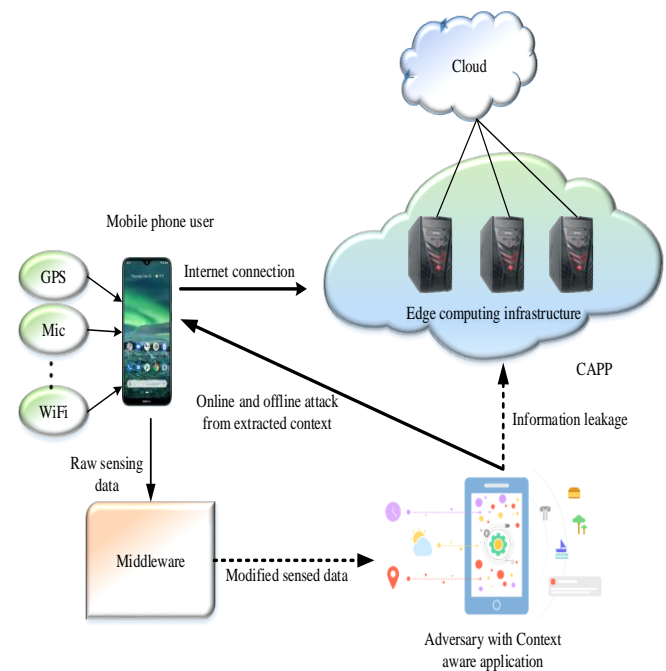 Cloud
Mobile phone user
GPS
Mic
WiFi
Internet connection
Edge computing infrastructure
CAPP
Online and offline attack
from extracted context
Information leakage
Raw sensing
data
Middleware
Modified sensed data
Adversary with Context
aware application